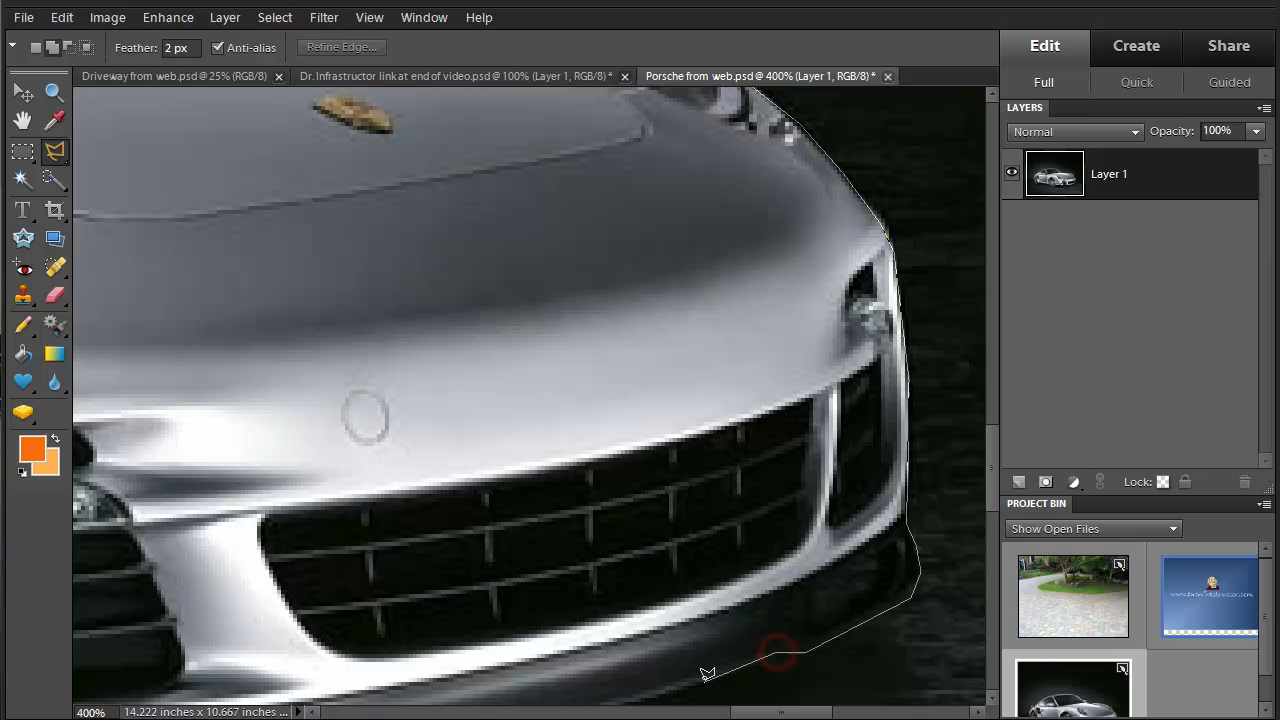 File Edit Image Enhance Layer Select Filter View Window Help
Feather: 2 px Anti-alias Refine Edge...
Edit Create Share
Driveway from web.psd @ 25% (RGB/8) Dr. Infrastructor link at end of video.psd @ 100% (Layer 1, RGB/8) * Porsche from web.psd @ 400% (Layer 1, RGB/8) *
Full Quick Guided
LAYERS
Normal Opacity: 100%
Layer 1
T
Lock:
PROJECT BIN
Show Open Files
400% 14.222 inches x 10.667 inches ...